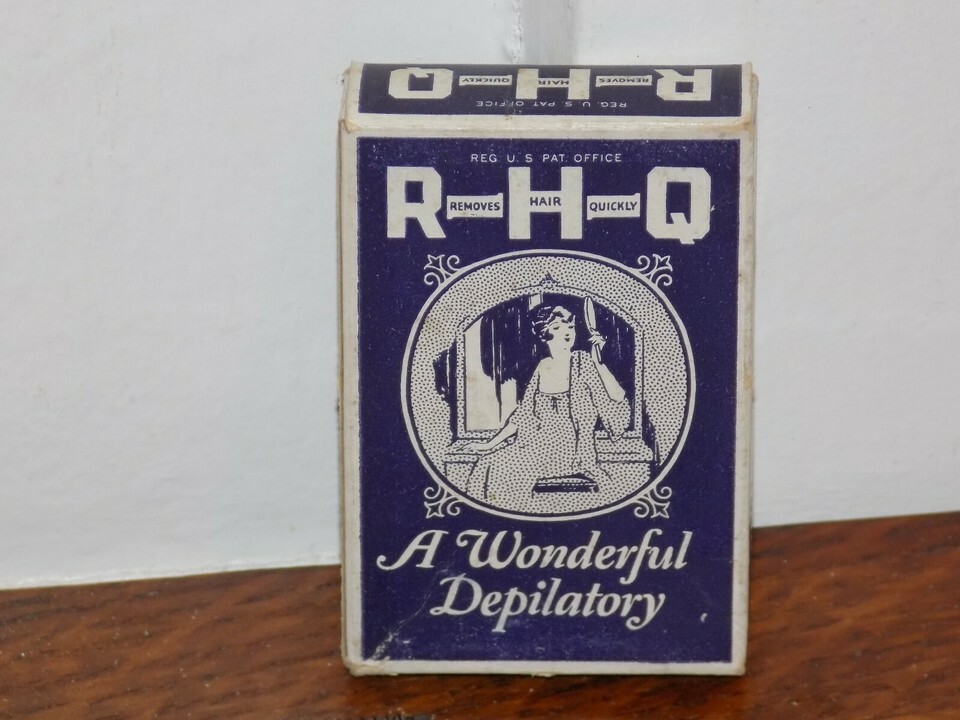 R REMOVES H HAIR QUICKLY Q
REG. U. S PAT OFFICE
REG U. S PAT. OFFICE
R REMOVES HAIR H QUICKLY Q
A Wonderful
Depilatory